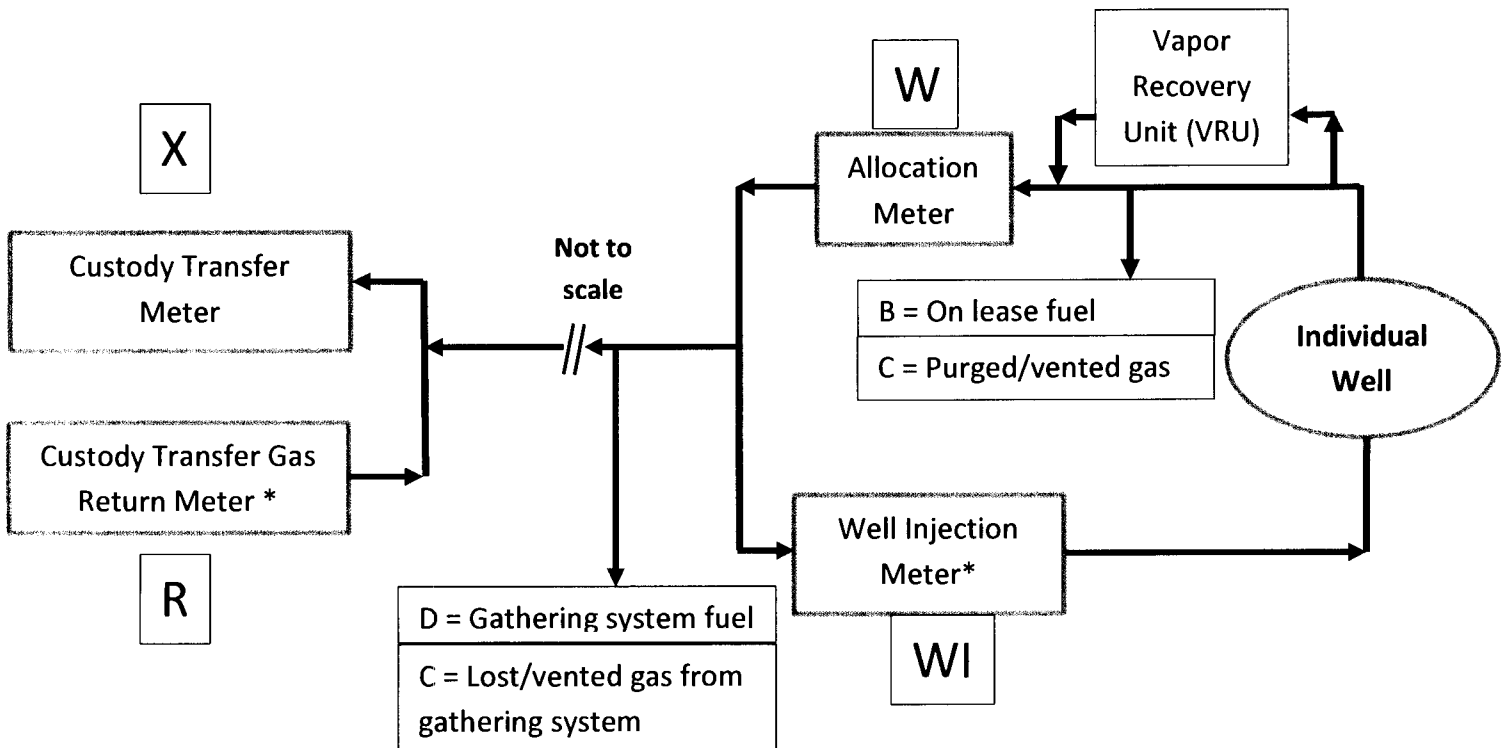 X
Custody Transfer
Meter
Custody Transfer Gas
Return Meter *
R
Not to
scale
D = Gathering system fuel
C = Lost/vented gas from
gathering system
W
Allocation
Meter
Vapor
Recovery
Unit (VRU)
B = On lease fuel
C = Purged/vented gas
Individual
Well
Well Injection
Meter*
WI